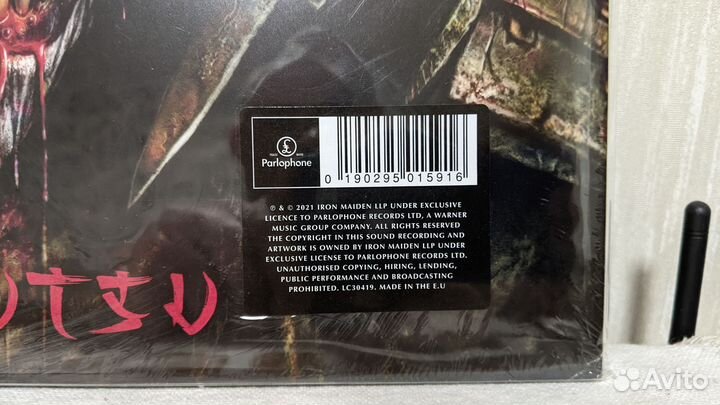 TRADE MARK
Parlophone
0 190295 015916
℗ & © 2021 IRON MAIDEN LLP UNDER EXCLUSIVE
LICENCE TO PARLOPHONE RECORDS LTD, A WARNER
MUSIC GROUP COMPANY. ALL RIGHTS RESERVED
THE COPYRIGHT IN THIS SOUND RECORDING AND
ARTWORK IS OWNED BY IRON MAIDEN LLP UNDER
EXCLUSIVE LICENSE TO PARLOPHONE RECORDS LTD.
UNAUTHORISED COPYING, HIRING, LENDING,
PUBLIC PERFORMANCE AND BROADCASTING
PROHIBITED. LC30419. MADE IN THE E.U
UTSU
Avito